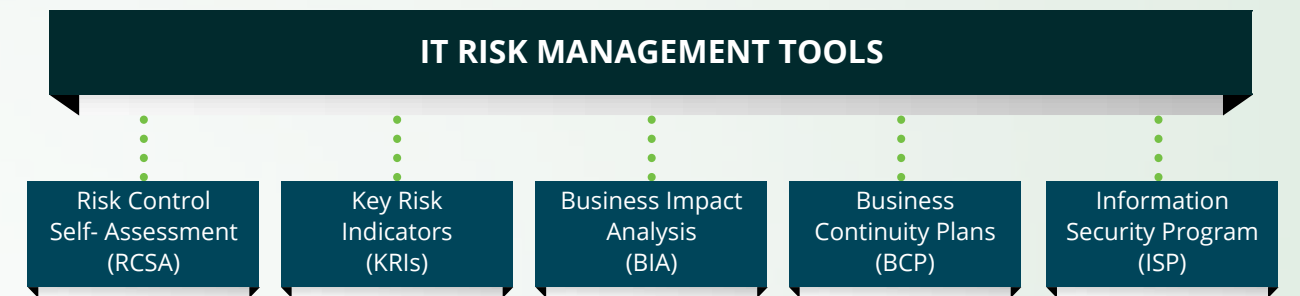 IT RISK MANAGEMENT TOOLS
Risk Control
Self- Assessment
(RCSA)
Key Risk
Indicators
(KRIs)
Business Impact
Analysis
(BIA)
Business
Continuity Plans
(BCP)
Information
Security Program
(ISP)